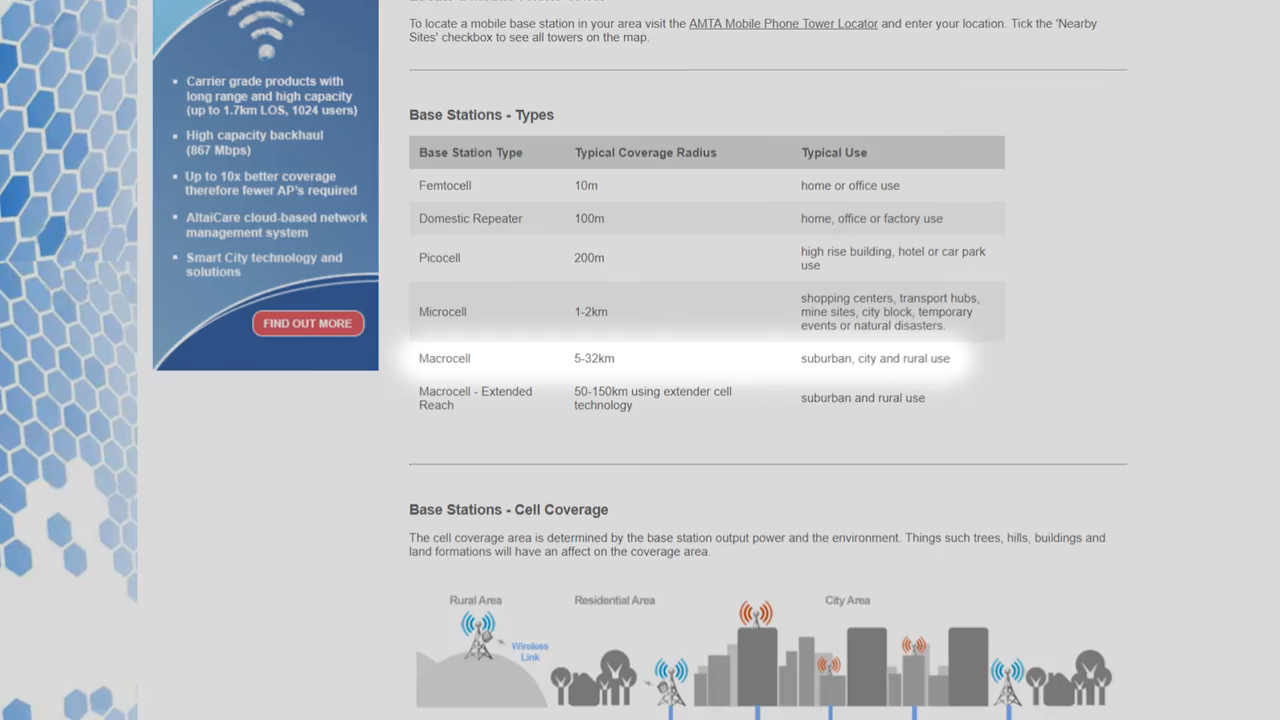 To locate a mobile base station in your area visit the AMTA Mobile Phone Tower Locator and enter your location. Tick the 'Nearby
Sites' checkbox to see all towers on the map.
Carrier grade products with
long range and high capacity
(up to 1.7km LOS, 1024 users)
High capacity backhaul
(867 Mbps)
Up to 10x better coverage
therefore fewer AP's required
AltaiCare cloud-based network
management system
Smart City technology and
solutions
FIND OUT MORE
Base Stations - Types
Base Station Type Typical Coverage Radius Typical Use
Femtocell 10m home or office use
Domestic Repeater 100m home, office or factory use
Picocell 200m high rise building, hotel or car park
use
Microcell 1-2km shopping centers, transport hubs,
mine sites, city block, temporary
events or natural disasters.
Macrocell 5-32km suburban, city and rural use
Macrocell - Extended 50-150km using extender cell suburban and rural use
Reach technology
Base Stations - Cell Coverage
The cell coverage area is determined by the base station output power and the environment. Things such trees, hills, buildings and
land formations will have an affect on the coverage area.
Rural Area Residential Area City Area
Wireless
Link